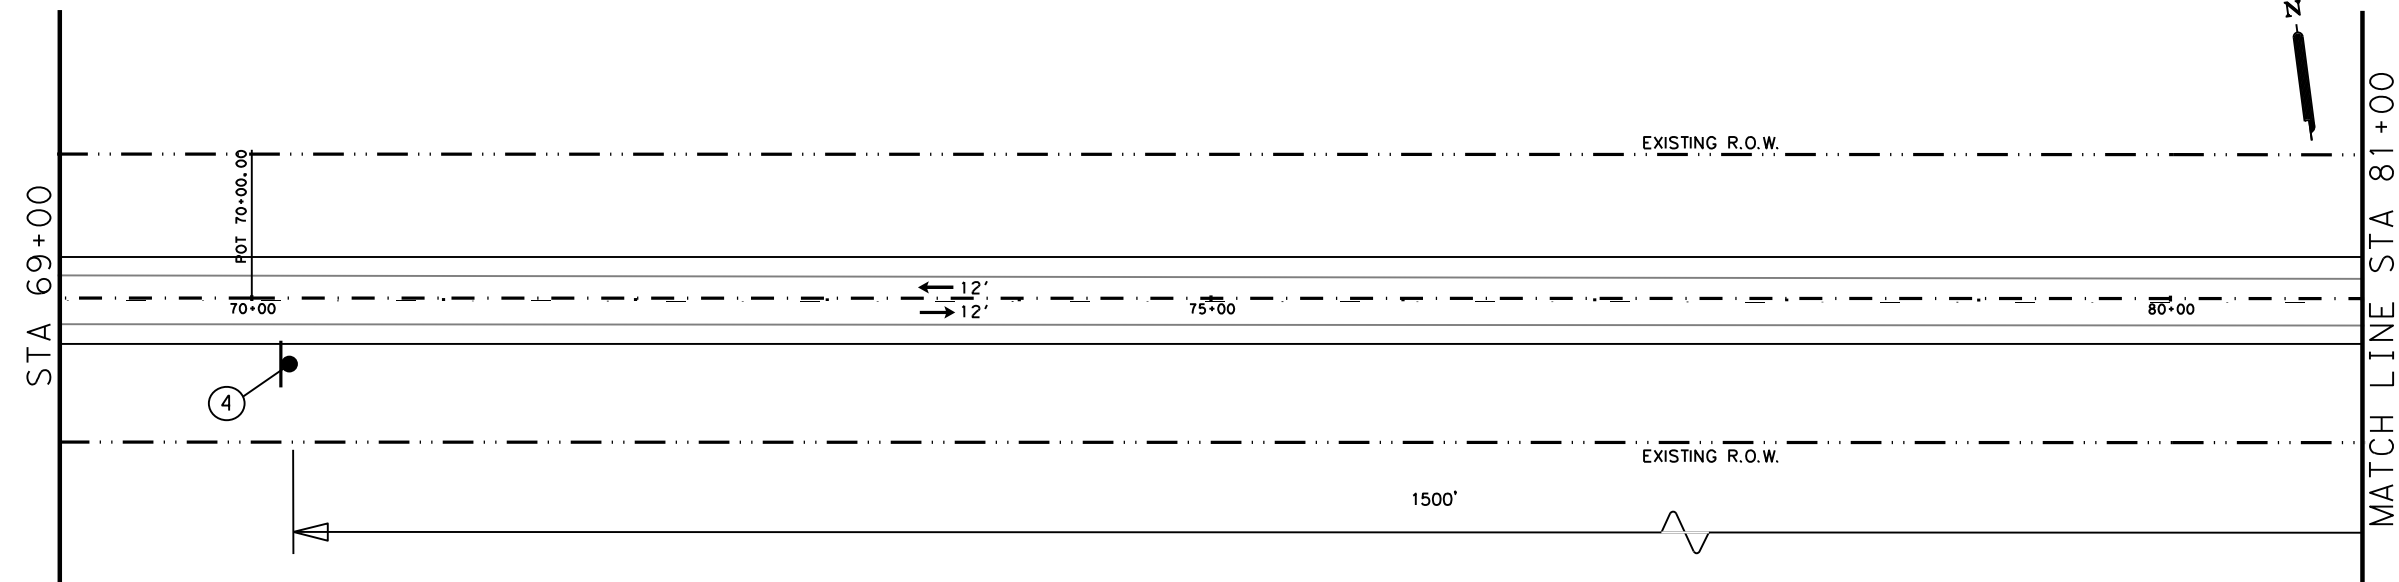 N
EXISTING R.O.W.
STA 69+00
POT 70+00.00
12'
70+00
12'
75+00
80+00
4
EXISTING R.O.W.
1500'
MATCH LINE STA 81+00